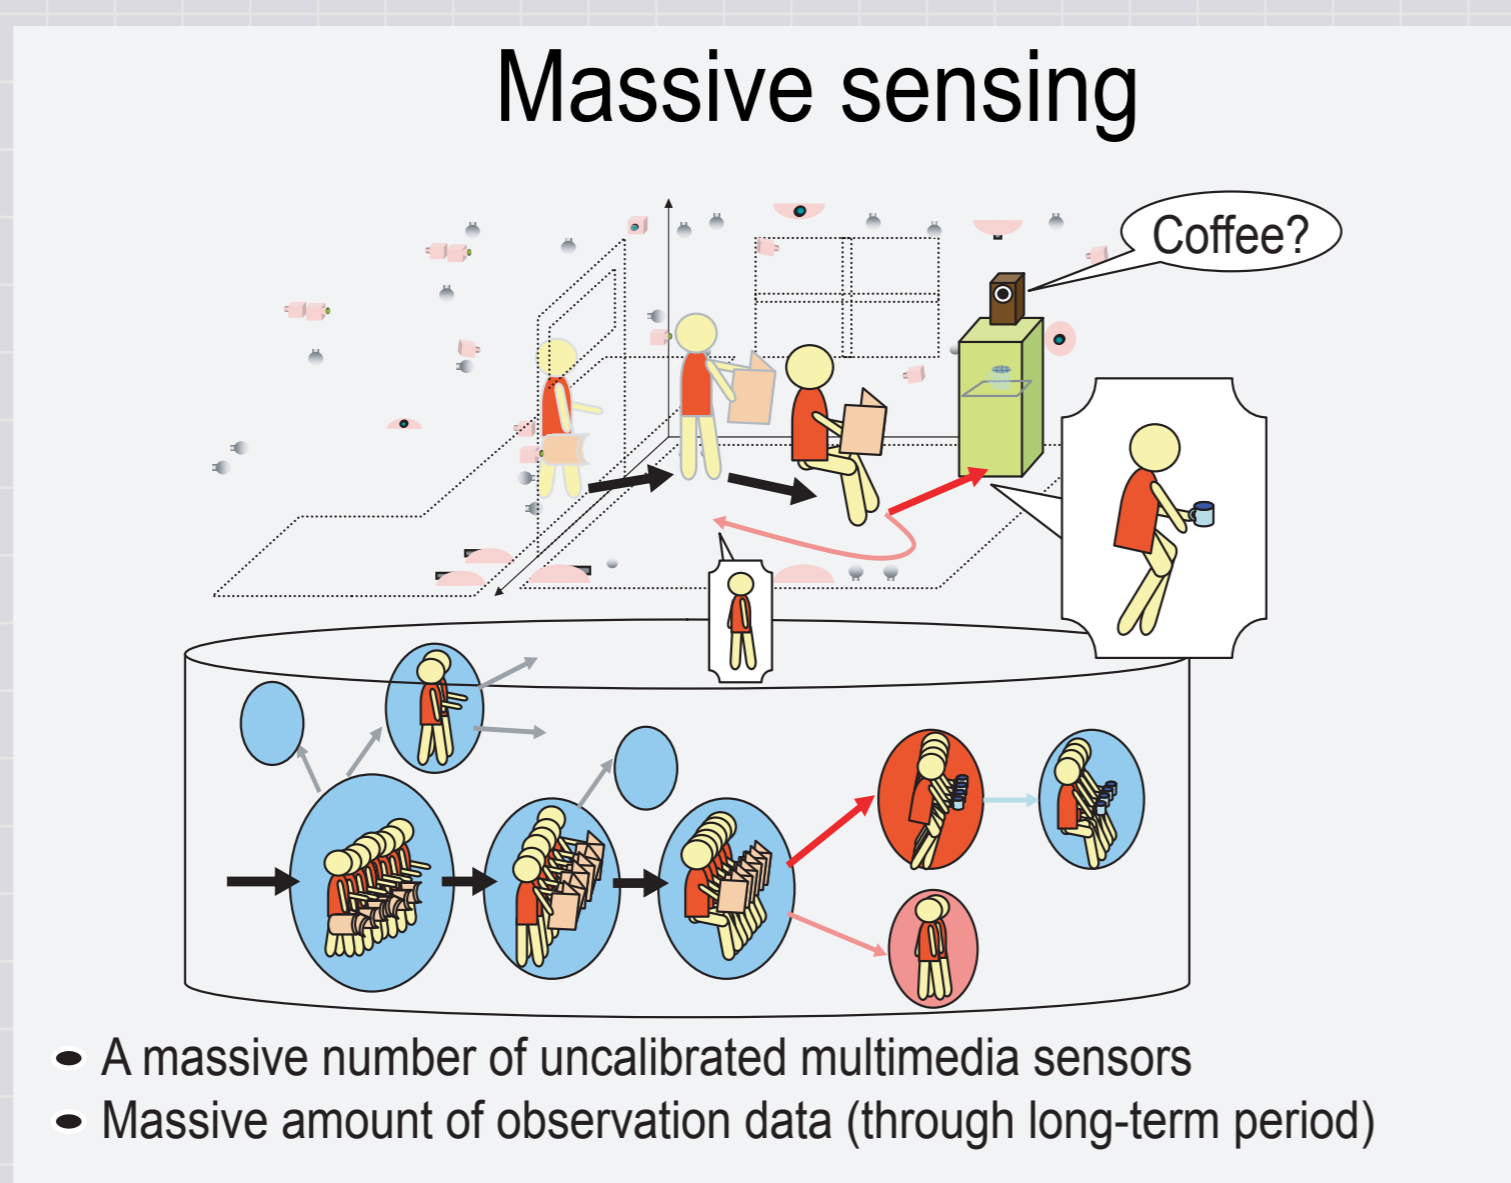 Massive sensing
Coffee?
A massive number of uncalibrated multimedia sensors
Massive amount of observation data (through long-term period)